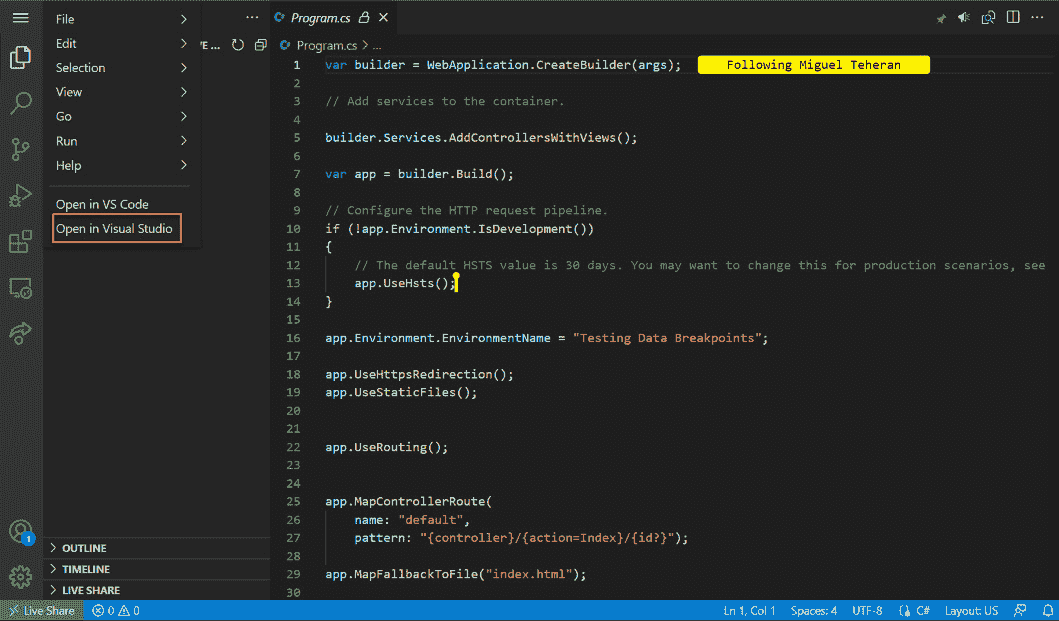 File
Edit
Selection
View
Go
Run
Help
Open in VS Code
Open in Visual Studio
VE ...
OUTLINE
TIMELINE
LIVE SHARE
1
Program.cs
Program.cs > ...
Following Miguel Teheran
1 var builder = WebApplication.CreateBuilder(args);
2
3 // Add services to the container.
4
5 builder.Services.AddControllersWithViews();
6
7 var app = builder.Build();
8
9 // Configure the HTTP request pipeline.
10 if (!app.Environment.IsDevelopment())
11 {
12 // The default HSTS value is 30 days. You may want to change this for production scenarios, see
13 app.UseHsts();
14 }
15
16 app.Environment.EnvironmentName = "Testing Data Breakpoints";
17
18 app.UseHttpsRedirection();
19 app.UseStaticFiles();
20
21
22 app.UseRouting();
23
24
25 app.MapControllerRoute(
26 name: "default",
27 pattern: "{controller}/{action=Index}/{id?}");
28
29 app.MapFallbackToFile("index.html");
30
Live Share 0 0 Ln 1, Col 1 Spaces: 4 UTF-8 C# Layout: US